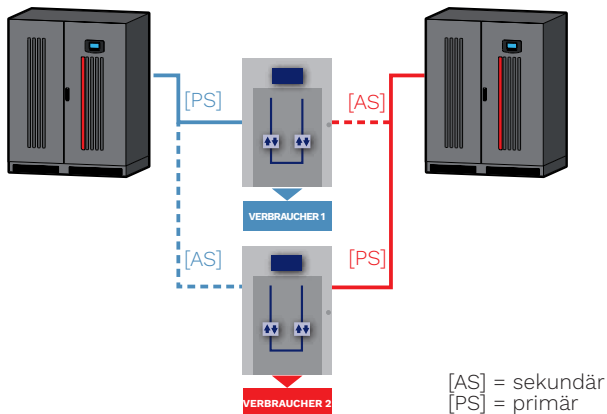 [PS]
[AS]
VERBRAUCHER 1
[AS]
[PS]
VERBRAUCHER 2
[AS] = sekundär
[PS] = primär